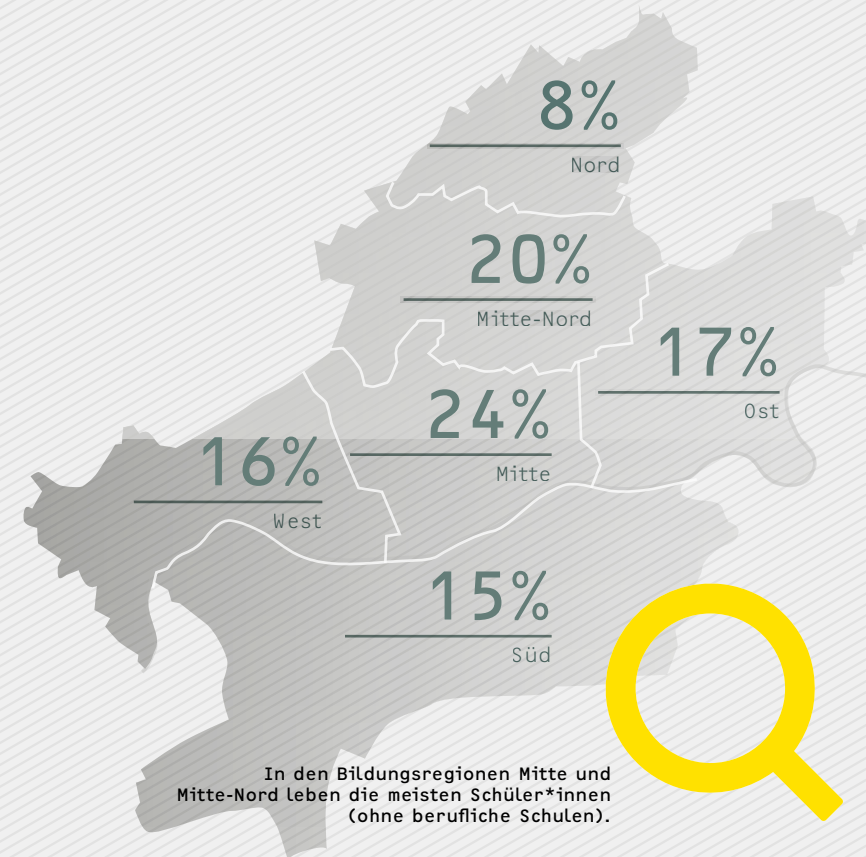 8%
Nord
20%
Mitte-Nord
17%
Ost
24%
Mitte
16%
West
15%
Süd
In den Bildungsregionen Mitte und
Mitte-Nord leben die meisten Schüler*innen
(ohne berufliche Schulen).